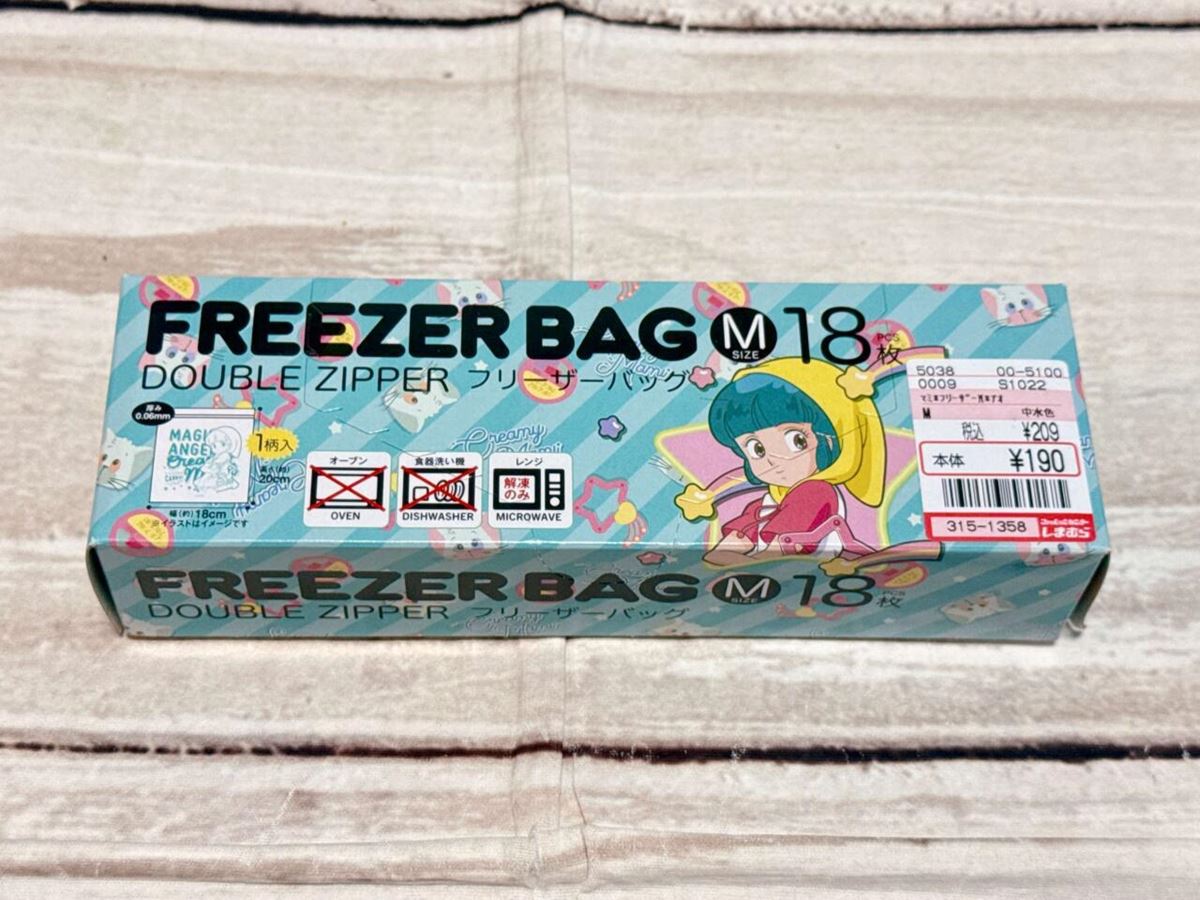 FREEZER BAG M SIZE 18 PCS 枚
DOUBLE ZIPPER フリーザーバッグ
厚み
0.06mm
MAGI
ANGE
Crea
1柄入
高さ(約)
20cm
幅(約)18cm
※イラストはイメージです
オーブン
OVEN
食器洗い機
DISHWASHER
レンジ
解凍
のみ
MICROWAVE
Creamy
Mami
5038 00-5100
0009 S1022
M 中水色
税込 ¥209
本体 ¥190
315-1358
しまむら
FREEZER BAG M SIZE 18 PCS 枚
DOUBLE ZIPPER フリーザーバッグ